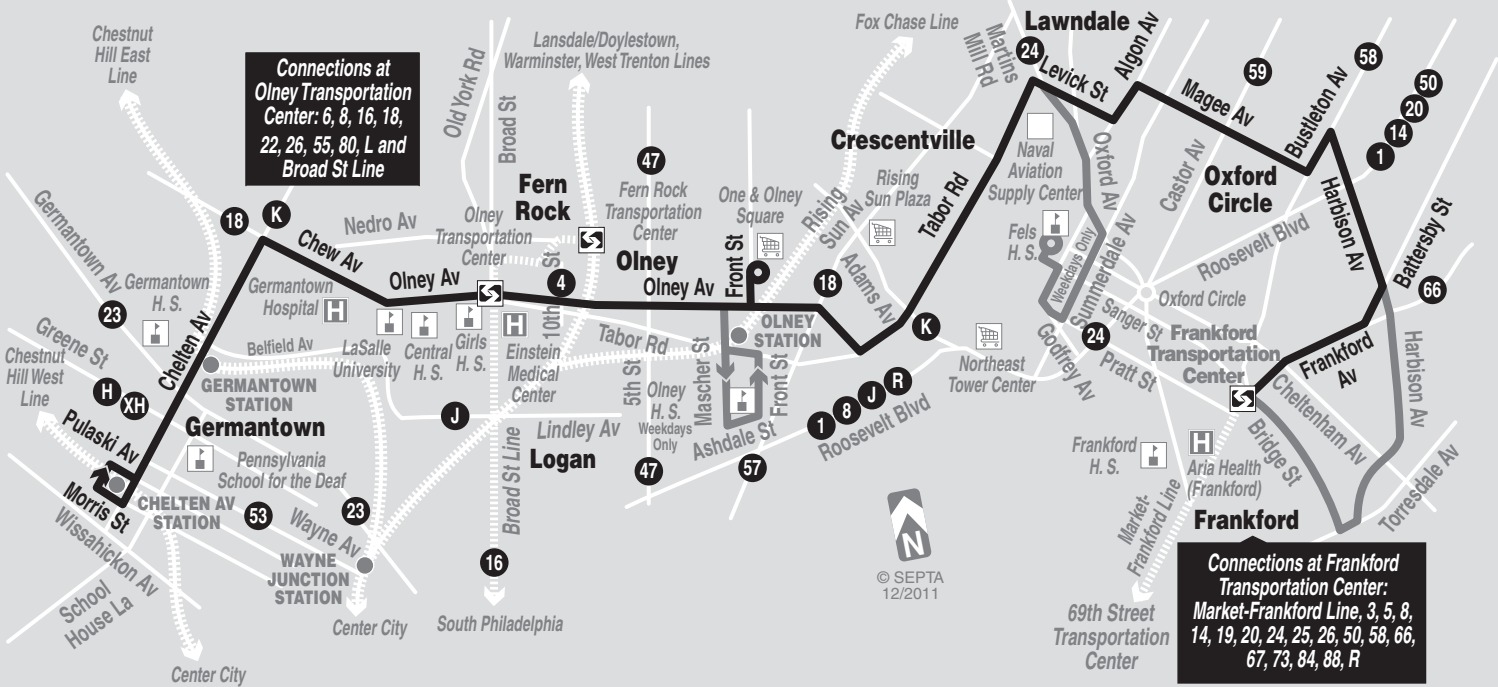 Chestnut
Hill East
Line
Connections at
Olney Transportation
Center: 6, 8, 16, 18,
22, 26, 55, 80, L and
Broad St Line
Old York Rd
Broad St
Lansdale/Doylestown,
Warminster, West Trenton Lines
Fox Chase Line
Martins
Mill Rd
Lawndale
24
Levick St
Algon Av
Magee Av
59
Bustleton Av
58
50
20
14
1
Germantown Av
18
K
Nedro Av
Chew Av
Olney Av
Germantown
H. S.
Germantown
Hospital
H
Olney
Transportation
Center
Fern
Rock
47
Fern Rock
Transportation
Center
One & Olney
Square
Rising
Sun Av
Rising
Sun Plaza
Crescentville
Tabor Rd
Naval
Aviation
Supply Center
Fels
H. S.
Weekdays Only
Oxford Av
Summerdale Av
Castor Av
Oxford
Circle
Roosevelt Blvd
Oxford Circle
Harbison Av
Battersby St
66
23
Greene St
Chestnut
Hill West
Line
Chelten Av
Belfield Av
LaSalle
University
Central
H. S.
Girls
H. S.
H
Einstein
Medical
Center
10th St
4
Olney
Olney Av
Front St
Tabor Rd
18
OLNEY
STATION
Adams Av
K
Northeast
Tower Center
Godfrey Av
24
Sanger St
Pratt St
Frankford
Transportation
Center
Frankford
Av
Harbison Av
Cheltenham Av
H
XH
GERMANTOWN
STATION
Germantown
Pulaski Av
Pennsylvania
School for the Deaf
J
Lindley Av
Logan
5th St
Olney
H. S.
Weekdays
Only
Mascher St
Front St
Ashdale St
1
8
J
R
Roosevelt Blvd
47
57
Morris St
CHELTEN AV
STATION
53
Wayne Av
23
Broad St Line
Wissahickon Av
School
House La
WAYNE
JUNCTION
STATION
16
Center City
Center City
South Philadelphia
N
© SEPTA
12/2011
Frankford
H. S.
H
Aria Health
(Frankford)
Bridge St
Torresdale Av
Market-
Frankford Line
Frankford
69th Street
Transportation
Center
Connections at Frankford
Transportation Center:
Market-Frankford Line, 3, 5, 8,
14, 19, 20, 24, 25, 26, 50, 58, 66,
67, 73, 84, 88, R